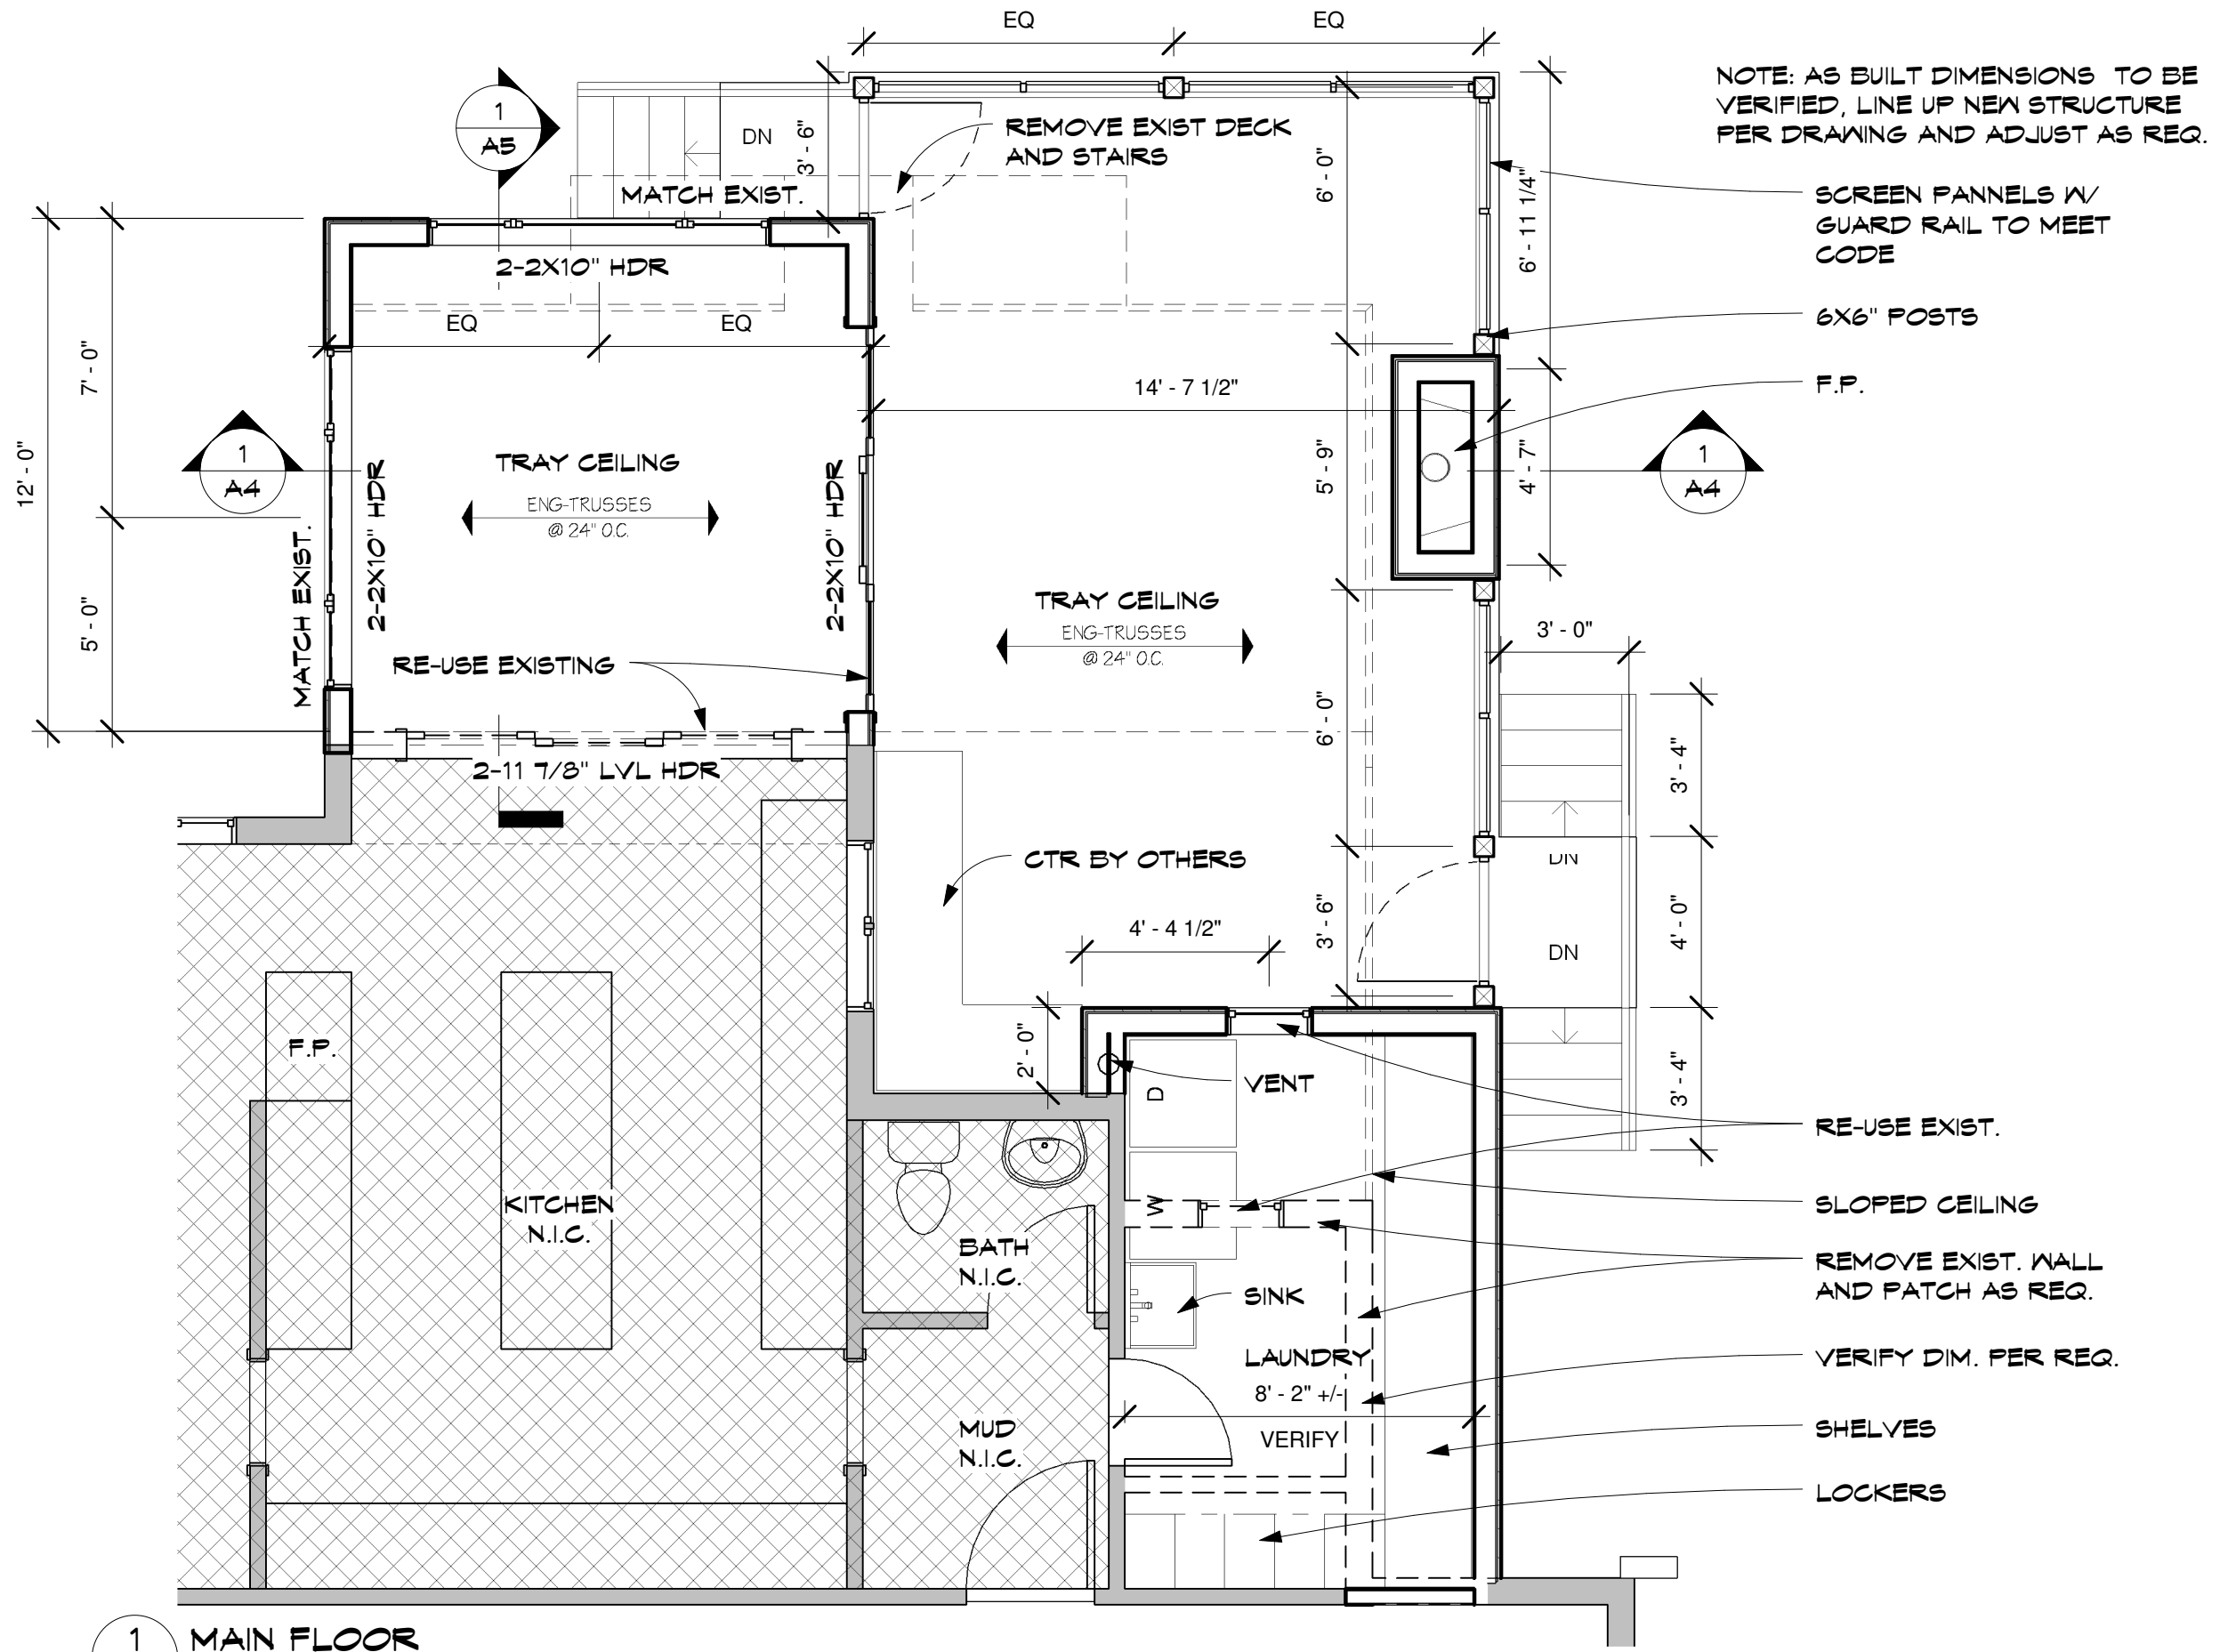 EQ
EQ
NOTE: AS BUILT DIMENSIONS TO BE
VERIFIED, LINE UP NEW STRUCTURE
PER DRAWING AND ADJUST AS REQ.
1
A5
DN
3' - 6"
REMOVE EXIST DECK
AND STAIRS
MATCH EXIST.
6' - 0"
6' - 11 1/4"
SCREEN PANNELS W/
GUARD RAIL TO MEET
CODE
2-2X10" HDR
EQ
EQ
6X6" POSTS
7' - 0"
14' - 7 1/2"
F.P.
12' - 0"
1
A4
TRAY CEILING
ENG-TRUSSES
@ 24" O.C.
2-2X10" HDR
2-2X10" HDR
5' - 9"
4' - 7"
1
A4
MATCH EXIST.
5' - 0"
TRAY CEILING
ENG-TRUSSES
@ 24" O.C.
3' - 0"
RE-USE EXISTING
6' - 0"
3' - 4"
2-11 7/8" LVL HDR
CTR BY OTHERS
DN
4' - 4 1/2"
3' - 6"
DN
4' - 0"
F.P.
2' - 0"
D
VENT
3' - 4"
RE-USE EXIST.
KITCHEN
N.I.C.
W
SLOPED CEILING
BATH
N.I.C.
REMOVE EXIST. WALL
AND PATCH AS REQ.
SINK
LAUNDRY
8' - 2" +/-
VERIFY
VERIFY DIM. PER REQ.
MUD
N.I.C.
SHELVES
LOCKERS
1
MAIN FLOOR